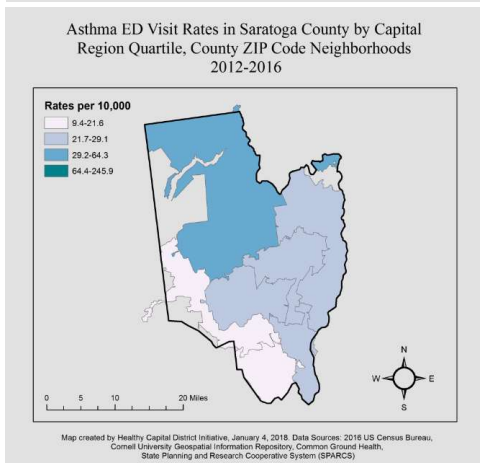 Asthma ED Visit Rates in Saratoga County by Capital
Region Quartile, County ZIP Code Neighborhoods
2012-2016
Rates per 10,000
9.4-21.6
21.7-29.1
29.2-64.3
64.4-245.9
N
W E
S
0 5 10 20 Miles
Map created by Healthy Capital District Initiative, January 4, 2018. Data Sources: 2016 US Census Bureau,
Cornell University Geospatial Information Repository, Common Ground Health,
State Planning and Research Cooperative System (SPARCS)